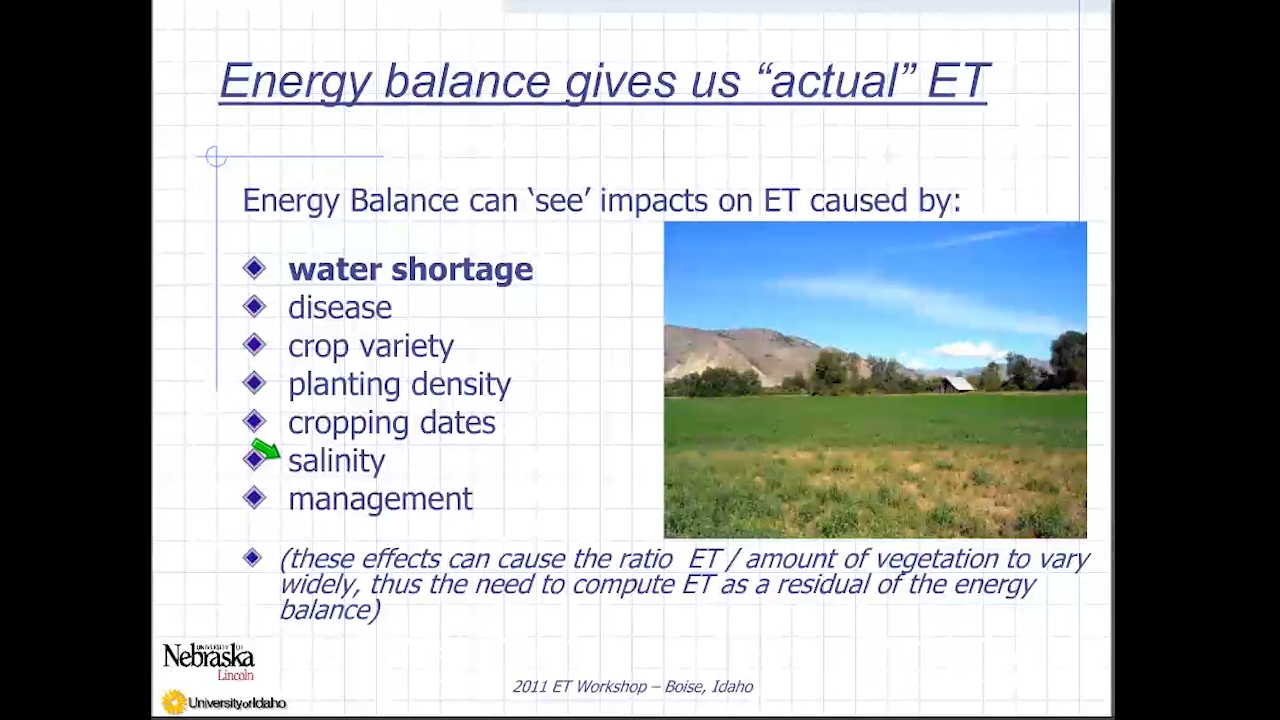 Energy balance gives us “actual” ET
Energy Balance can ‘see’ impacts on ET caused by:
water shortage
disease
crop variety
planting density
cropping dates
salinity
management
(these effects can cause the ratio ET / amount of vegetation to vary
widely, thus the need to compute ET as a residual of the energy
balance)
UNIVERSITY OF
Nebraska
Lincoln
University of Idaho
2011 ET Workshop – Boise, Idaho